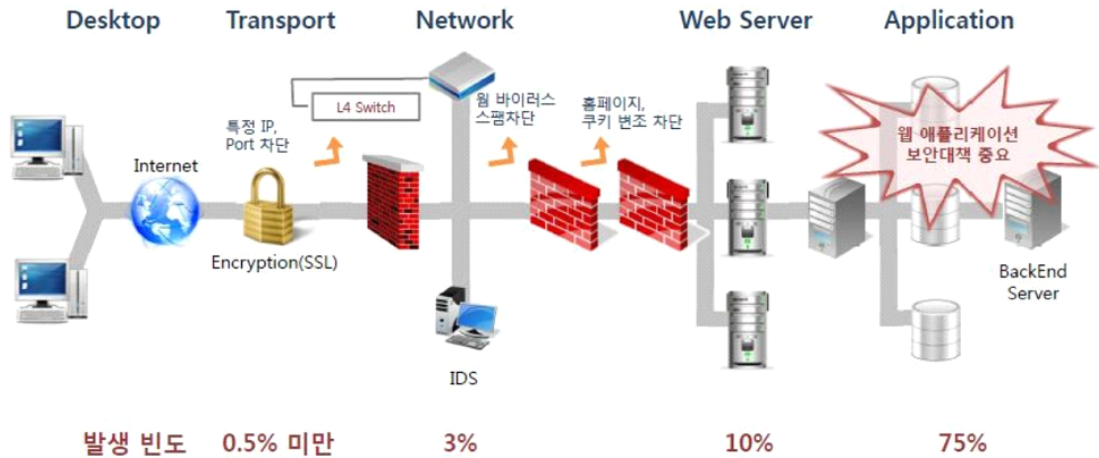 Desktop
Transport
Network
Web Server
Application
L4 Switch
특정 IP,
Port 차단
웜 바이러스
스팸차단
홈페이지,
쿠키 변조 차단
웹 애플리케이션
보안대책 중요
Internet
Encryption(SSL)
IDS
BackEnd
Server
발생 빈도
0.5% 미만
3%
10%
75%